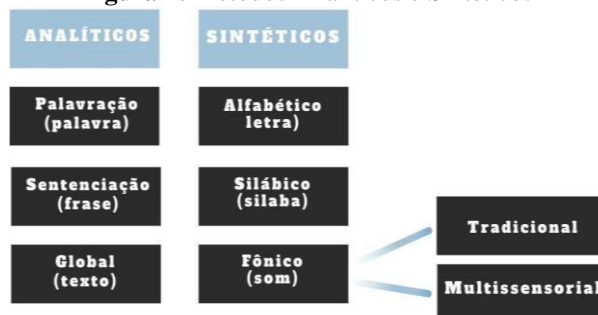 ANALÍTICOS
SINTÉTICOS
Palavração
(palavra)
Alfabético
letra)
Sentenciação
(frase)
Silábico
(silaba)
Global
(texto)
Fônico
(som)
Tradicional
Multissensorial